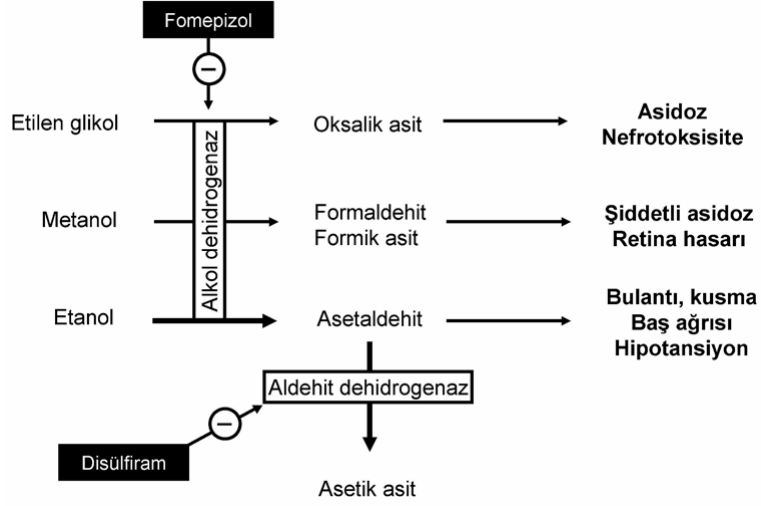 Fomepizol
Etilen glikol
Oksalik asit
Asidoz
Nefrotoksisite
Alkol dehidrogenaz
Metanol
Formaldehit
Formik asit
Şiddetli asidoz
Retina hasarı
Etanol
Asetaldehit
Bulantı, kusma
Baş ağrısı
Hipotansiyon
Aldehit dehidrogenaz
Disülfiram
Asetik asit